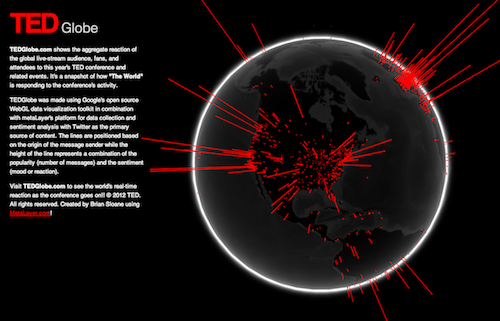 TED Globe
TEDGlobe.com shows the aggregate reaction of
the global live-stream audience, fans, and
attendees to this year's TED conference and
related events. It's a snapshot of how "The World"
is responding to the conference's activity.
TEDGlobe was made using Google's open source
WebGL data visualization toolkit in combination
with metaLayer's platform for data collection and
sentiment analysis with Twitter as the primary
source of content. The lines are positioned based
on the origin of the message sender while the
height of the line represents a combination of the
popularity (number of messages) and the sentiment
(mood or reaction).
Visit TEDGlobe.com to see the world's real-time
reaction as the conference goes on!! © 2012 TED.
All rights reserved. Created by Brian Sloane using
MetaLayer.com!